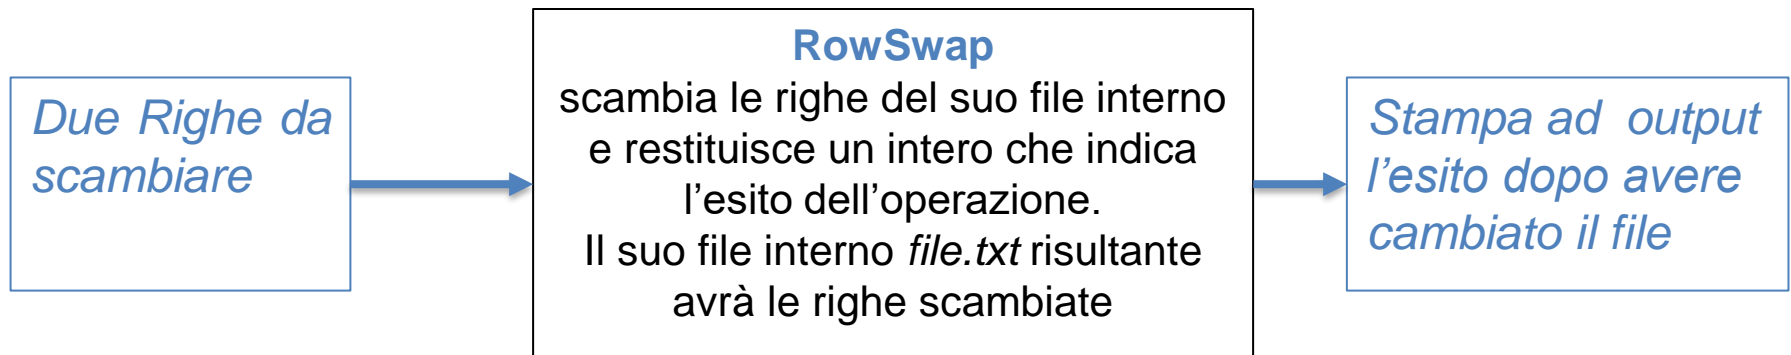 Due Righe da
scambiare
RowSwap
scambia le righe del suo file interno
e restituisce un intero che indica
l'esito dell'operazione.
Il suo file interno file.txt risultante
avrà le righe scambiate
Stampa ad output
l'esito dopo avere
cambiato il file